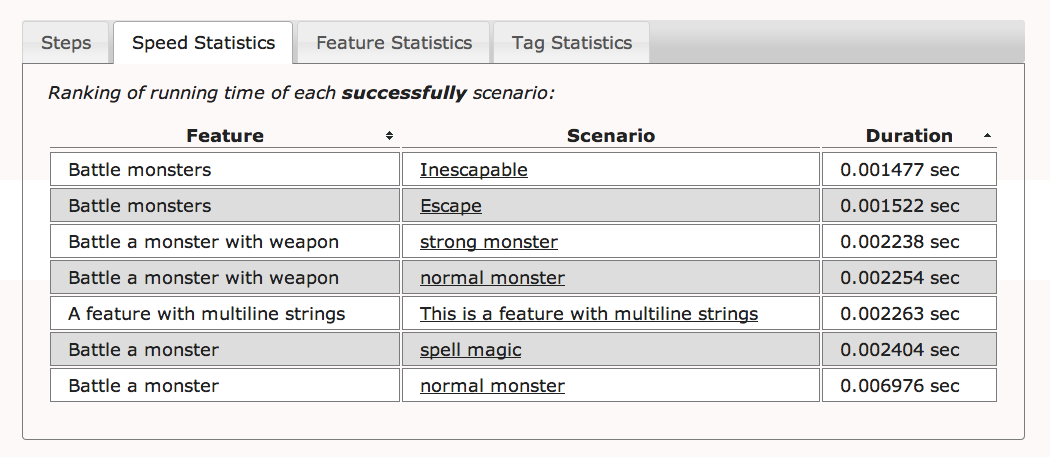 Steps Speed Statistics Feature Statistics Tag Statistics
Ranking of running time of each successfully scenario:
Feature Scenario Duration
Battle monsters Inescapable 0.001477 sec
Battle monsters Escape 0.001522 sec
Battle a monster with weapon strong monster 0.002238 sec
Battle a monster with weapon normal monster 0.002254 sec
A feature with multiline strings This is a feature with multiline strings 0.002263 sec
Battle a monster spell magic 0.002404 sec
Battle a monster normal monster 0.006976 sec